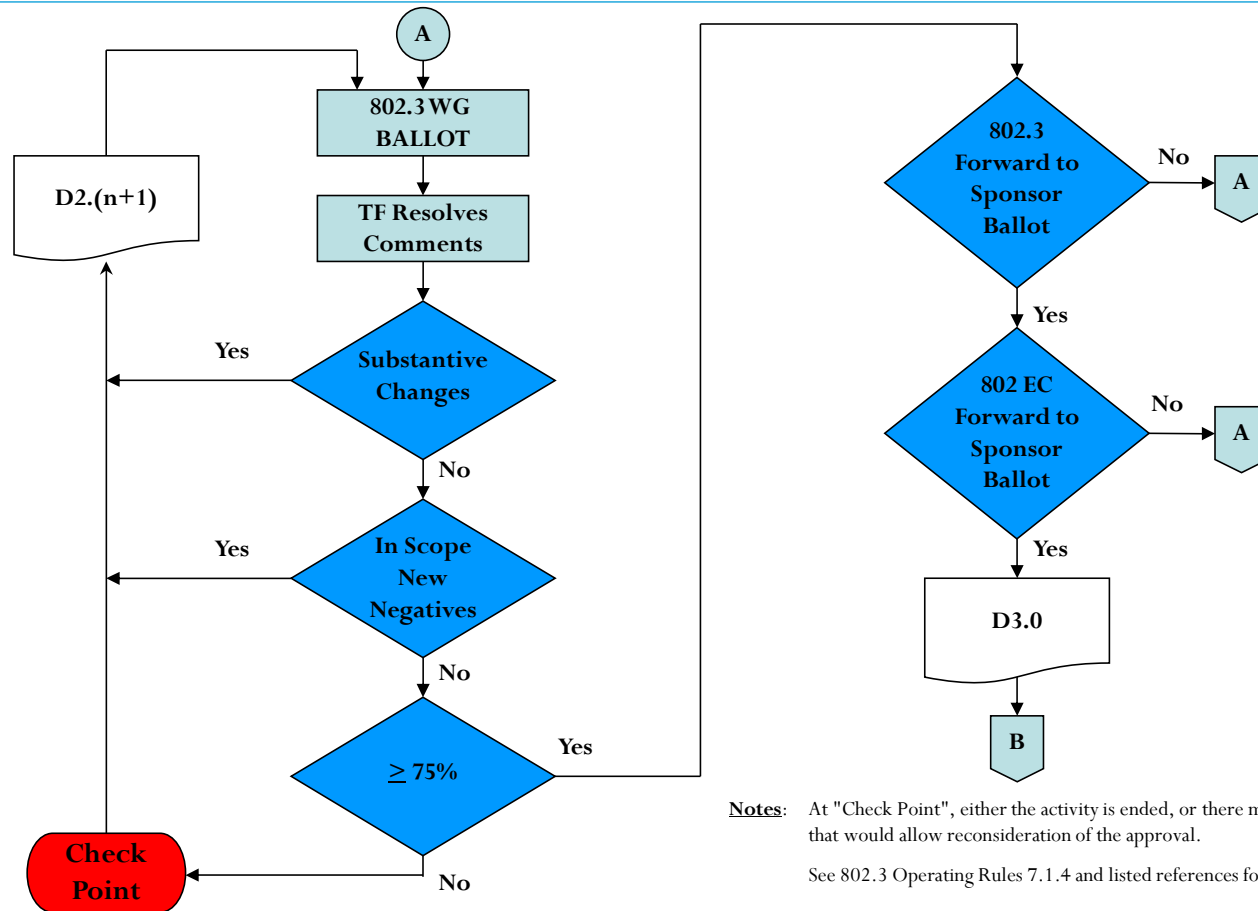 A
802.3 WG
BALLOT
D2.(n+1)
TF Resolves
Comments
Yes
Substantive
Changes
No
Yes
In Scope
New
Negatives
No
≥ 75%
Yes
No
Check
Point
802.3
Forward to
Sponsor
Ballot
No
A
Yes
802 EC
Forward to
Sponsor
Ballot
No
A
Yes
D3.0
B
Notes: At "Check Point", either the activity is ended, or there
that would allow reconsideration of the approval.
See 802.3 Operating Rules 7.1.4 and listed references